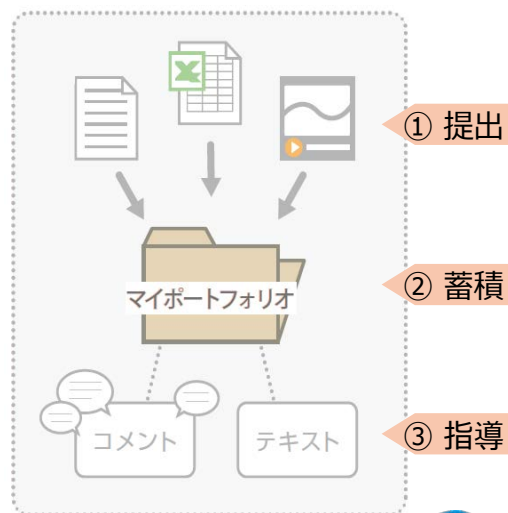 ① 提出
マイポートフォリオ
② 蓄積
コメント
テキスト
③ 指導